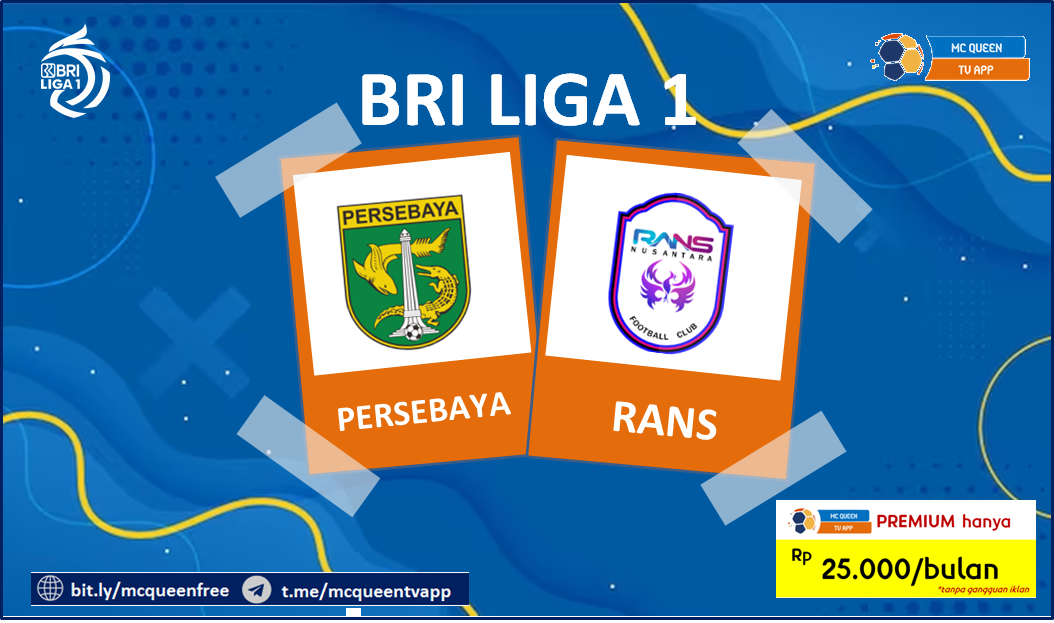 BRI
LIGA 1
MC QUEEN
TV APP
BRI LIGA 1
PERSEBAYA
RANS
NUSANTARA
FOOTBALL CLUB
PERSEBAYA
RANS
MC QUEEN
TV APP
PREMIUM hanya
Rp 25.000/bulan
*tanpa gangguan iklan
bit.ly/mcqueenfree
t.me/mcqueentvapp